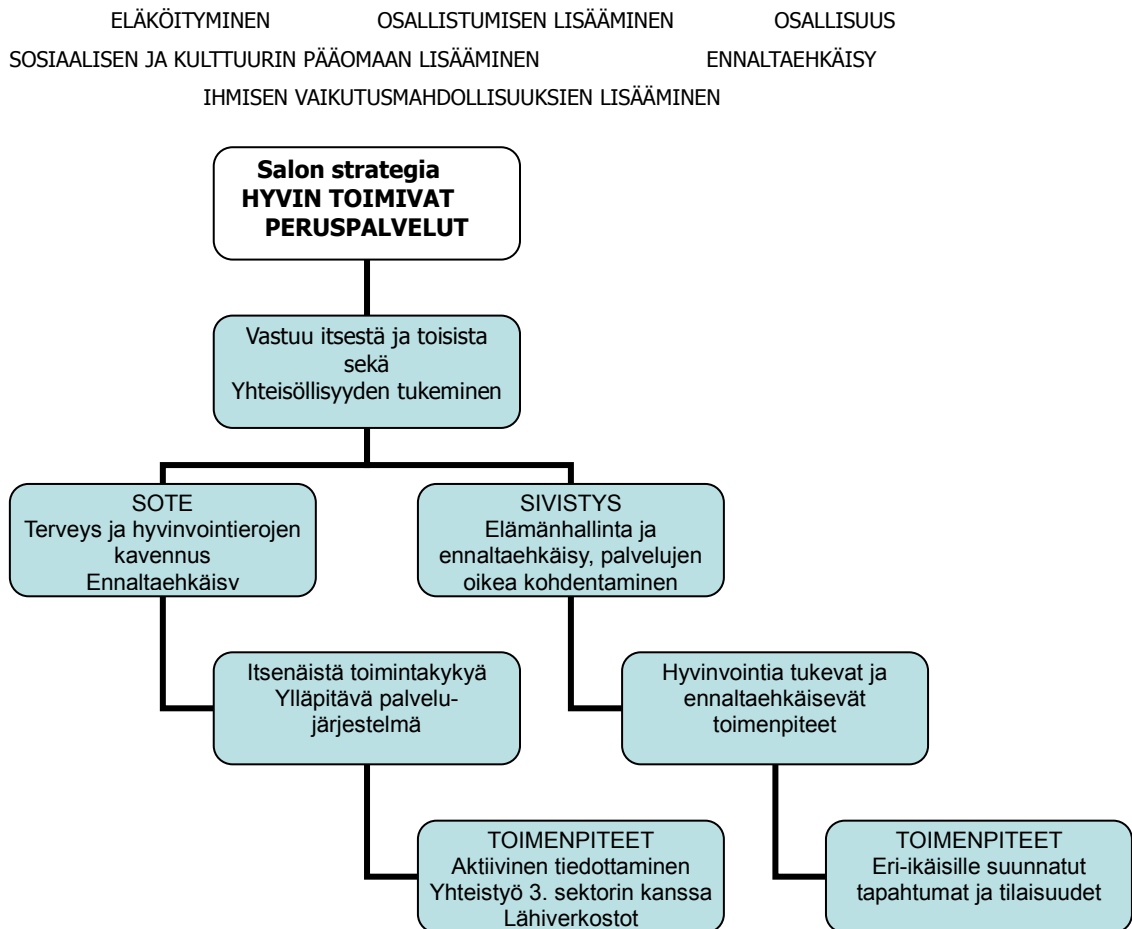 ELÄKÖITYMINEN OSALLISTUMISEN LISÄÄMINEN OSALLISUUS
SOSIAALISEN JA KULTTUURIN PÄÄOMAAN LISÄÄMINEN ENNALTAEHKÄISY
IHMISEN VAIKUTUSMAHDOLLISUUKSIEN LISÄÄMINEN
Salon strategia
HYVIN TOIMIVAT
PERUSPALVELUT
Vastuu itsestä ja toisista
sekä
Yhteisöllisyyden tukeminen
SOTE
Terveys ja hyvinvointierojen
kavennus
Ennaltaehkäisy
SIVISTYS
Elämänhallinta ja
ennaltaehkäisy, palvelujen
oikea kohdentaminen
Itsenäistä toimintakykyä
Ylläpitävä palvelu-
järjestelmä
Hyvinvointia tukevat ja
ennaltaehkäisevät
toimenpiteet
TOIMENPITEET
Aktiivinen tiedottaminen
Yhteistyö 3. sektorin kanssa
Lähiverkostot
TOIMENPITEET
Eri-ikäisille suunnatut
tapahtumat ja tilaisuudet